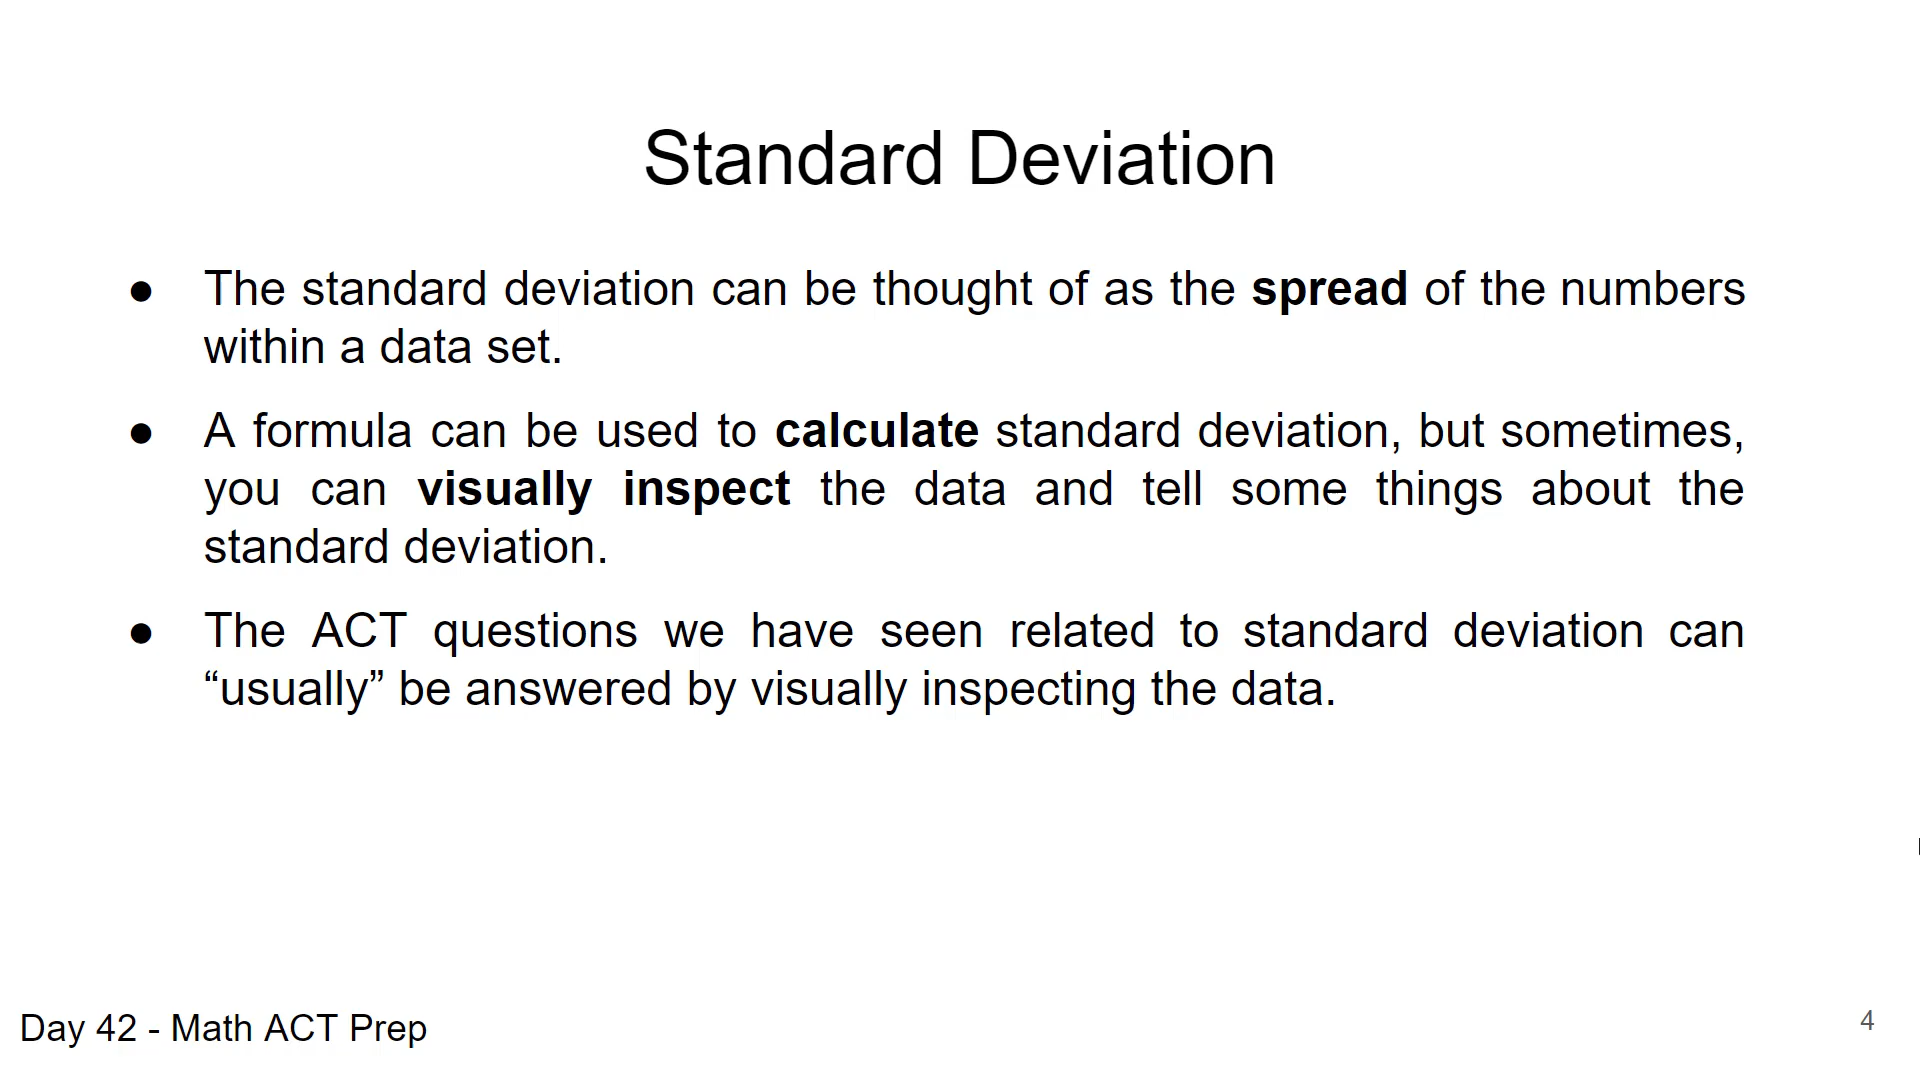 Standard Deviation
● The standard deviation can be thought of as the spread of the numbers
within a data set.
● A formula can be used to calculate standard deviation, but sometimes,
you can visually inspect the data and tell some things about the
standard deviation.
● The ACT questions we have seen related to standard deviation can
“usually” be answered by visually inspecting the data.
Day 42 - Math ACT Prep
4